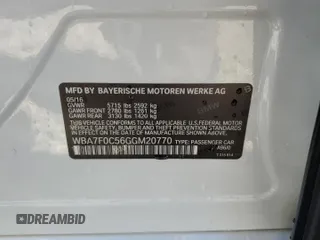 MFD. BY BAYERISCHE MOTOREN WERKE AG
05/16
GVWR 5715 lbs 2592 kg
GAWR FRONT 2780 lbs 1261 kg
GAWR REAR 3130 lbs 1420 kg
THIS VEHICLE CONFORMS TO ALL APPLICABLE U.S. FEDERAL MOTOR
VEHICLE SAFETY, BUMPER, AND THEFT PREVENTION STANDARDS
IN EFFECT ON THE DATE OF MANUFACTURE SHOWN ABOVE.
WBA7F0C56GGM20770 TYPE: PASSENGER CAR
A96U
DREAMBID